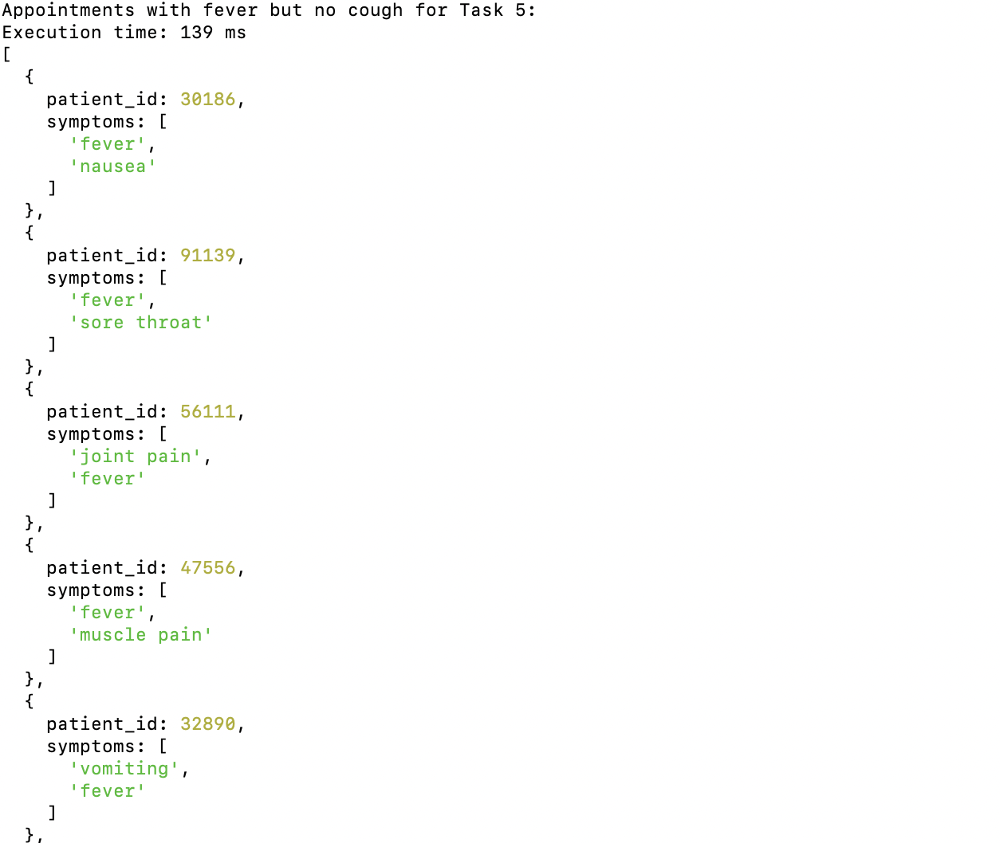 Appointments with fever but no cough for Task 5:
Execution time: 139 ms
[
  {
    patient_id: 30186,
    symptoms: [
      'fever',
      'nausea'
    ]
  },
  {
    patient_id: 91139,
    symptoms: [
      'fever',
      'sore throat'
    ]
  },
  {
    patient_id: 56111,
    symptoms: [
      'joint pain',
      'fever'
    ]
  },
  {
    patient_id: 47556,
    symptoms: [
      'fever',
      'muscle pain'
    ]
  },
  {
    patient_id: 32890,
    symptoms: [
      'vomiting',
      'fever'
    ]
  },